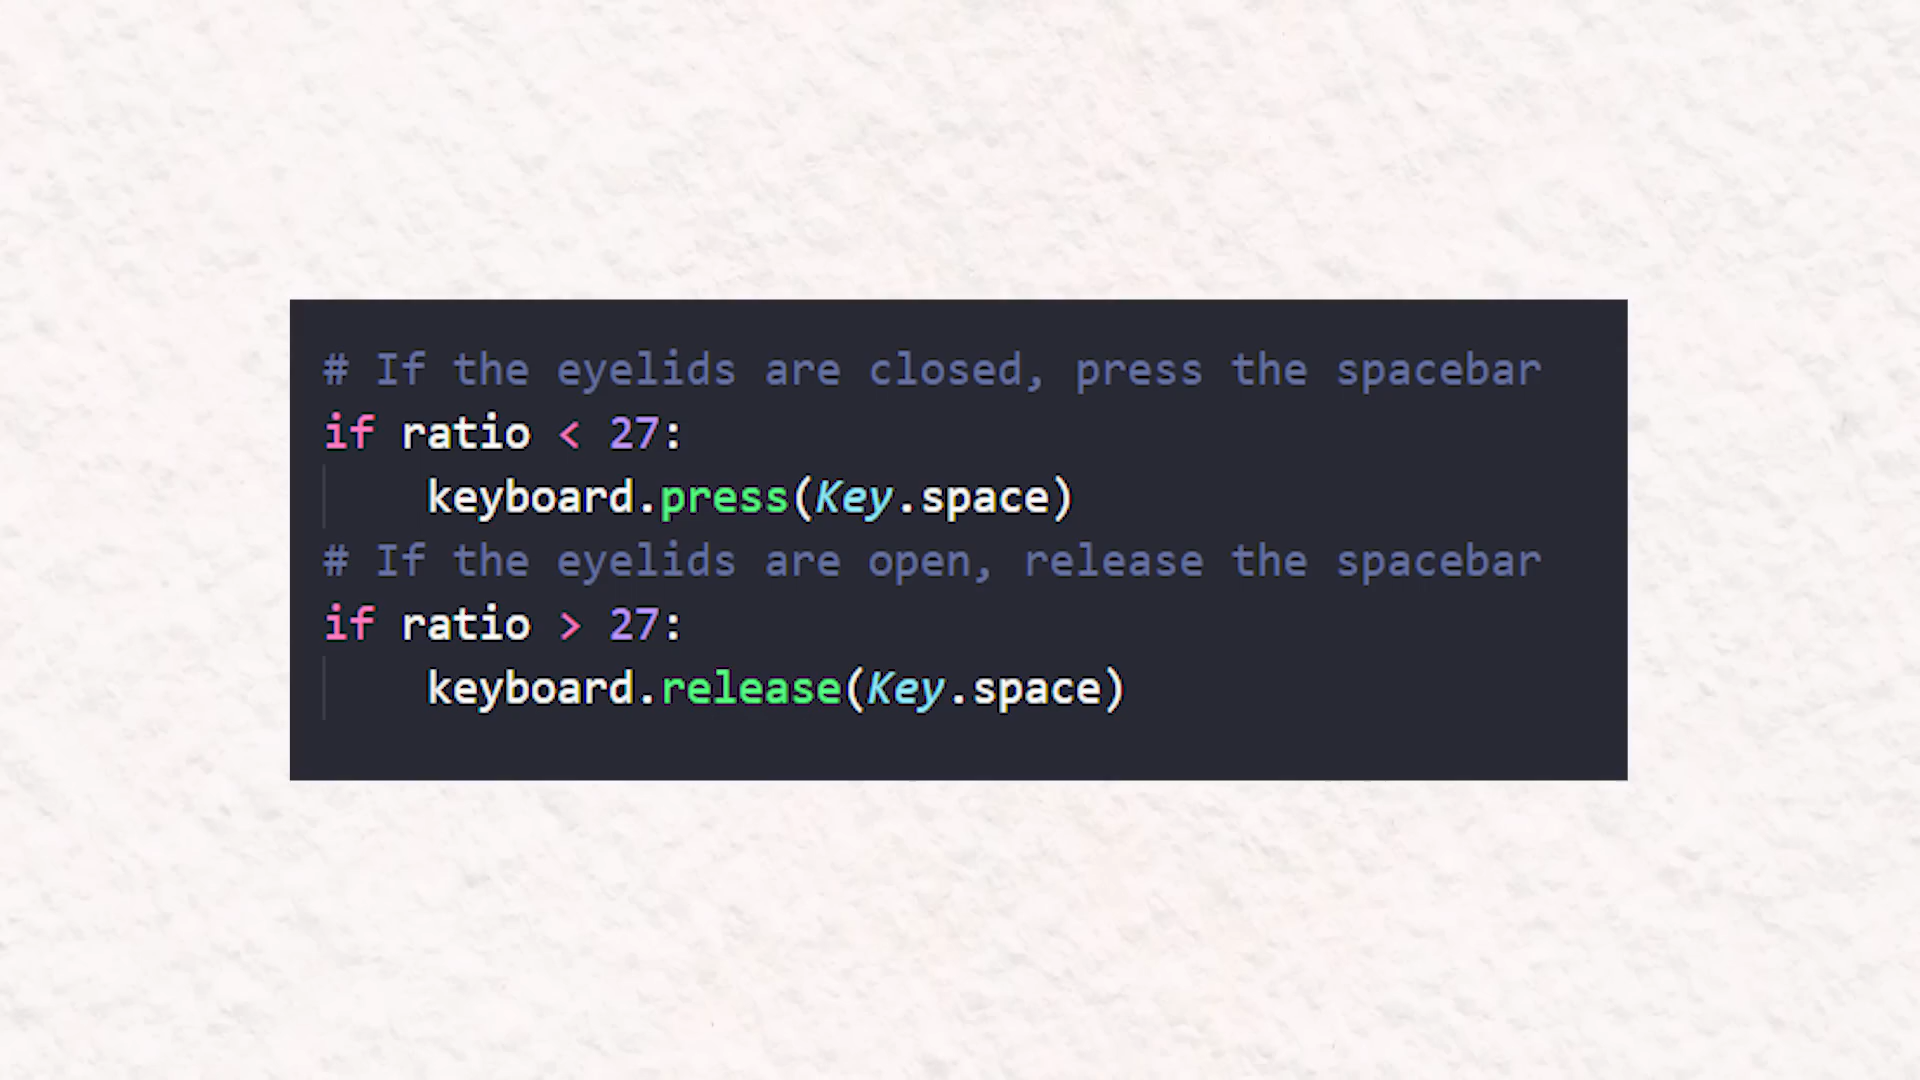 # If the eyelids are closed, press the spacebar
if ratio < 27:
    keyboard.press(Key.space)
# If the eyelids are open, release the spacebar
if ratio > 27:
    keyboard.release(Key.space)